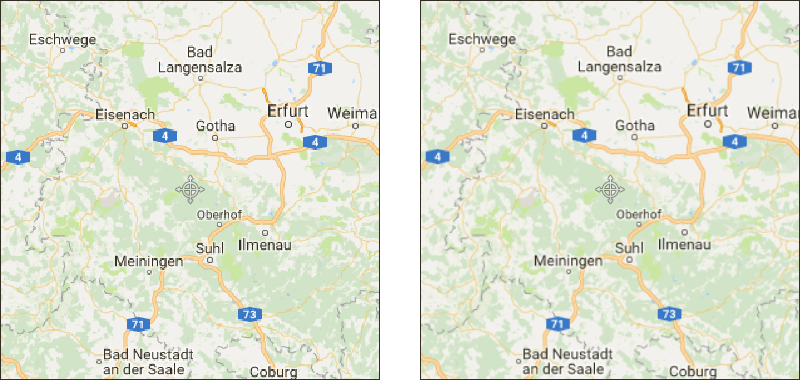 Eschwege
Bad
Langensalza
71
Erfurt
Weimar
Eisenach
4
Gotha
4
4
Oberhof
Ilmenau
Suhl
Meiningen
73
71
Bad Neustadt
an der Saale
Coburg
Eschwege
Bad
Langensalza
71
Erfurt
Weimar
Eisenach
4
Gotha
4
4
Oberhof
Ilmenau
Suhl
Meiningen
73
71
Bad Neustadt
an der Saale
Coburg